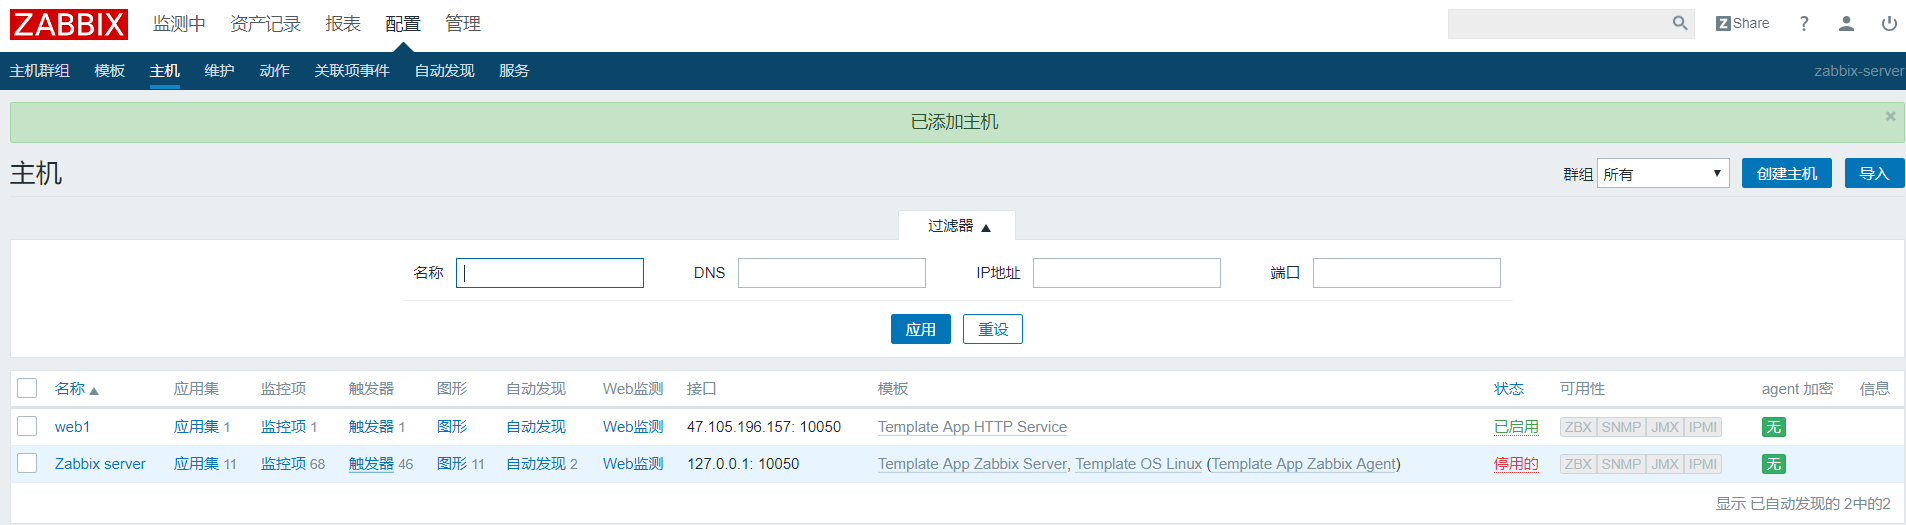 ZABBIX 监测中 资产记录 报表 配置 管理 Z Share ?
主机群组 模板 主机 维护 动作 关联项事件 自动发现 服务 zabbix-server
已添加主机
主机 群组 所有 创建主机 导入
过滤器
名称 DNS IP地址 端口
应用 重设
名称 应用集 监控项 触发器 图形 自动发现 Web监测 接口 模板 状态 可用性 agent 加密 信息
web1 应用集 1 监控项 1 触发器 1 图形 自动发现 Web监测 47.105.196.157: 10050 Template App HTTP Service 已启用 ZBX SNMP JMX IPMI 无
Zabbix server 应用集 11 监控项 68 触发器 46 图形 11 自动发现 2 Web监测 127.0.0.1: 10050 Template App Zabbix Server, Template OS Linux (Template App Zabbix Agent) 停用的 ZBX SNMP JMX IPMI 无
显示 已自动发现的 2中的2